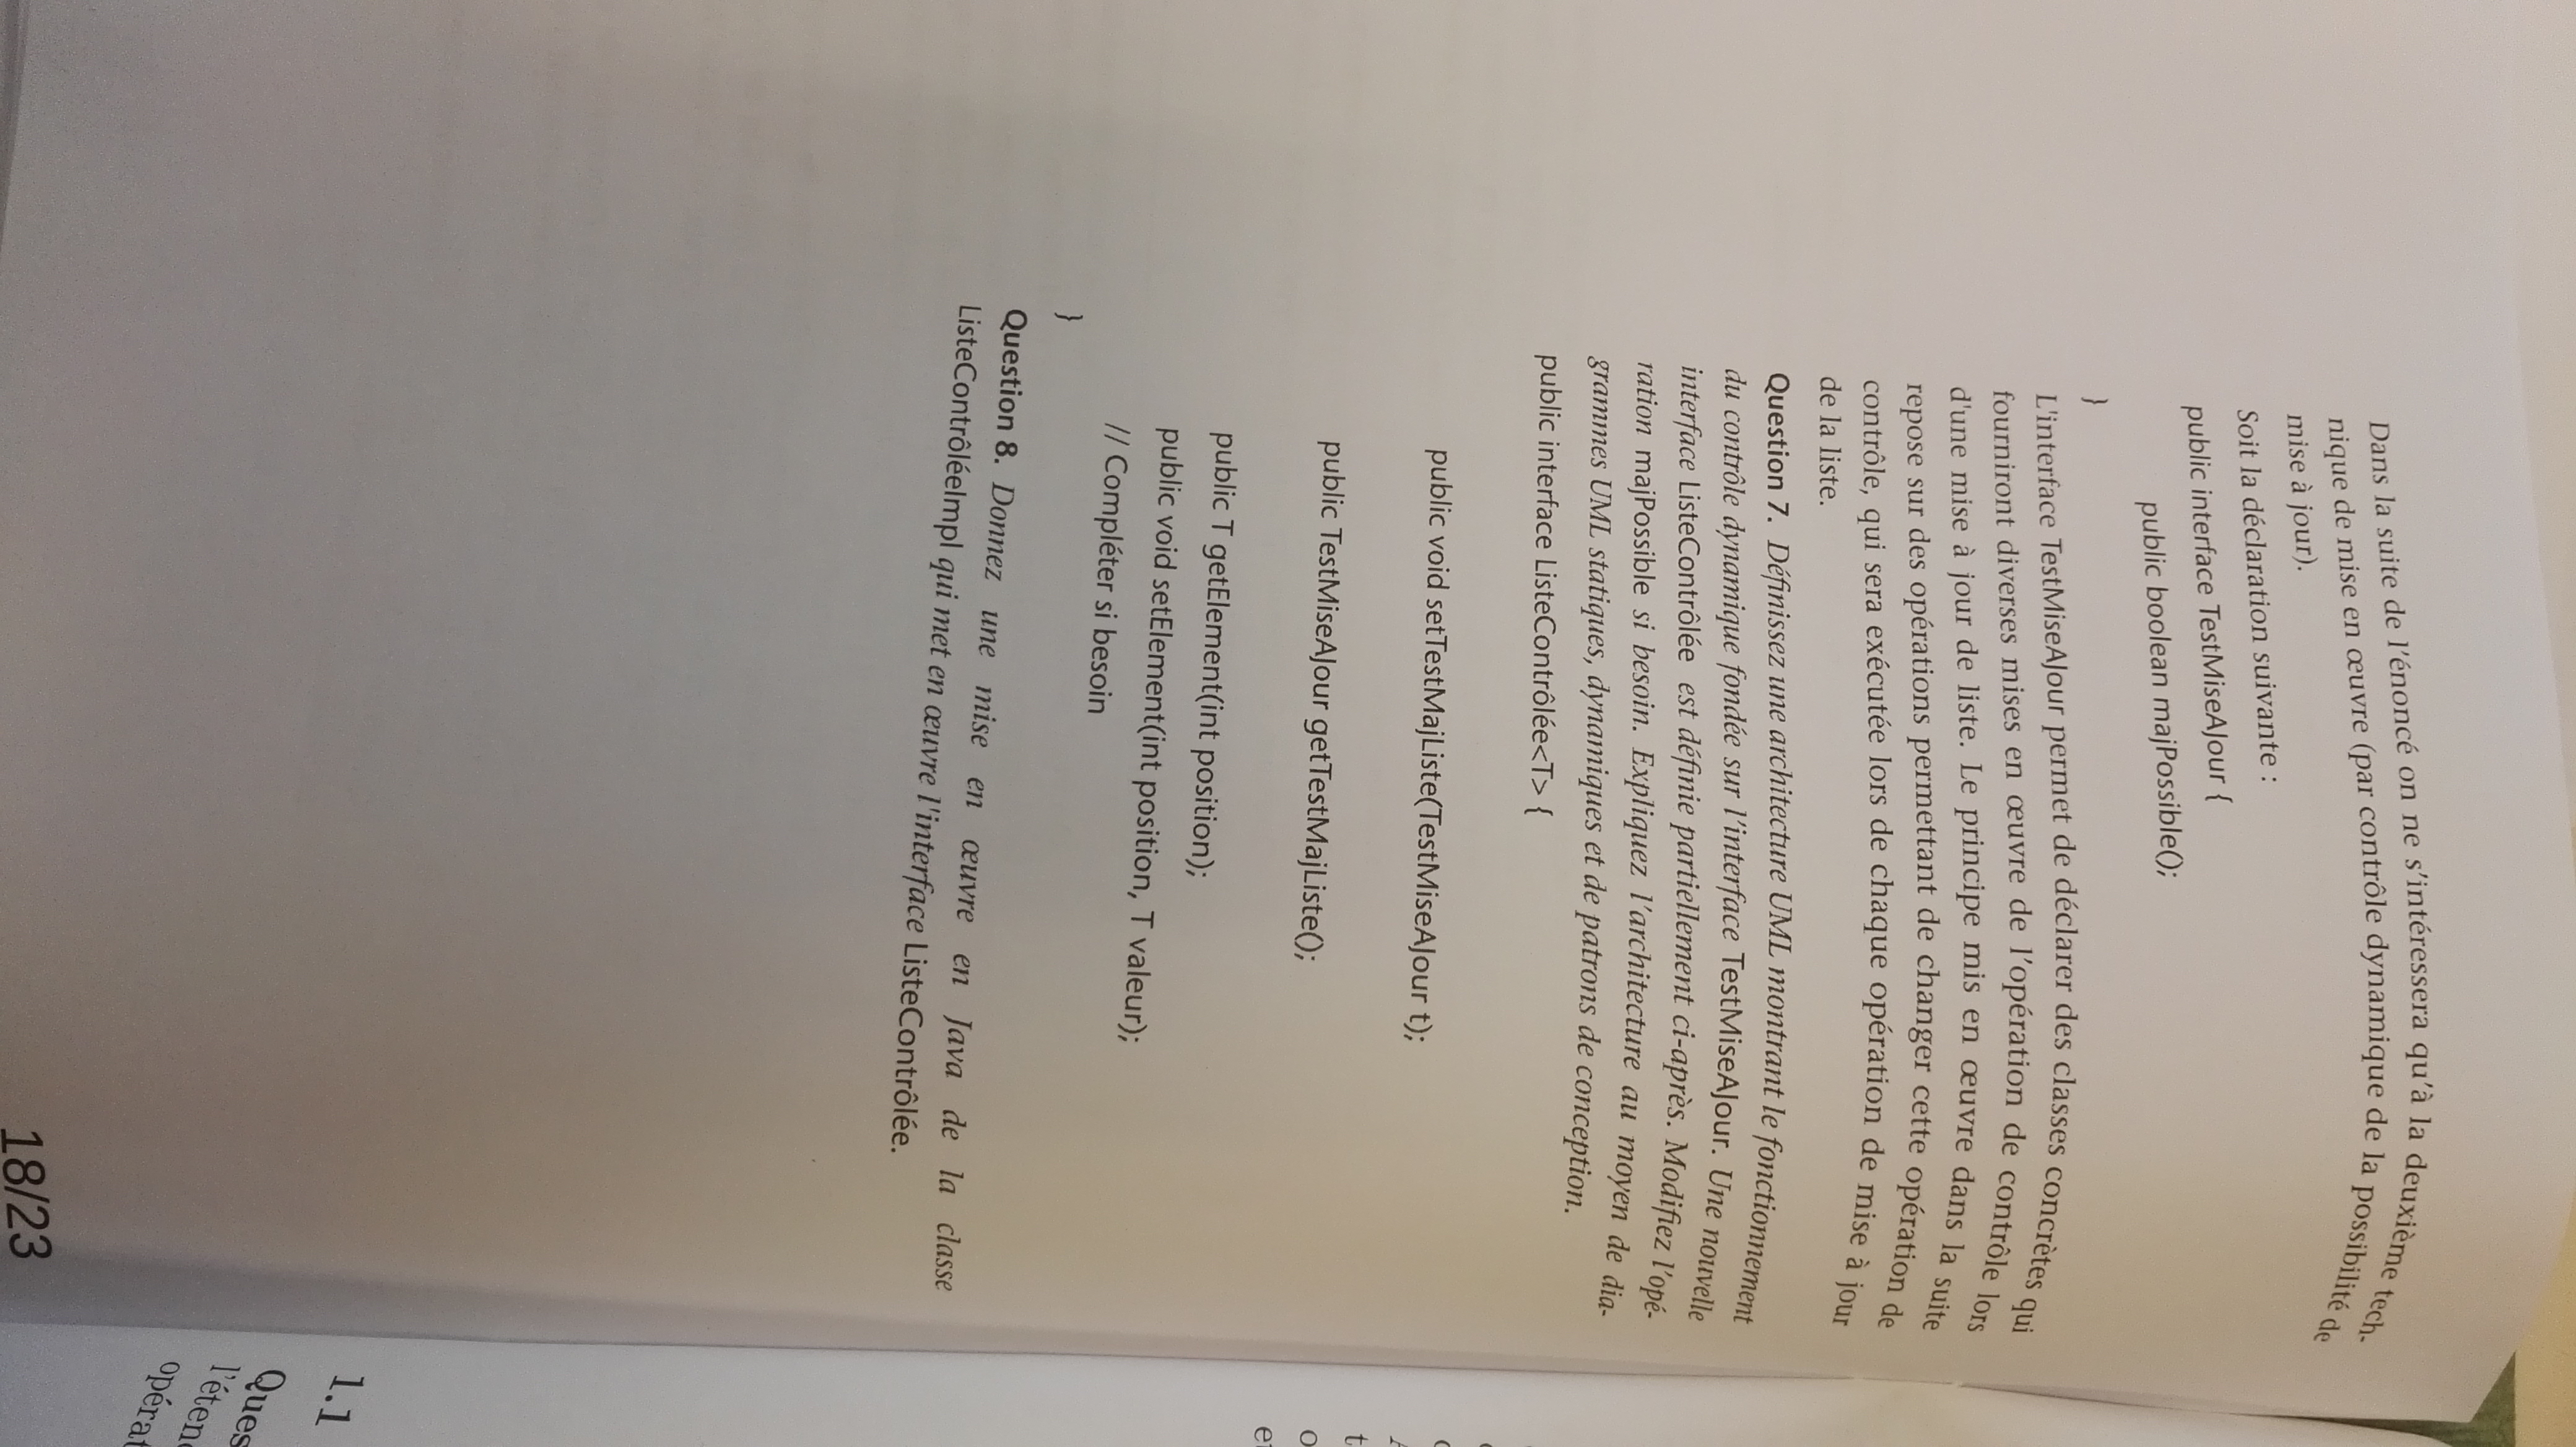 Dans la suite de l'énoncé on ne s'intéressera qu'à la deuxième tech-
nique de mise en œuvre (par contrôle dynamique de la possibilité de
mise à jour).
Soit la déclaration suivante :
public interface TestMiseAJour {
public boolean majPossible();
}
L'interface TestMiseAJour permet de déclarer des classes concrètes qui
fourniront diverses mises en œuvre de l'opération de contrôle lors
d'une mise à jour de liste. Le principe mis en œuvre dans la suite
repose sur des opérations permettant de changer cette opération de
contrôle, qui sera exécutée lors de chaque opération de mise à jour
de la liste.
Question 7. Définissez une architecture UML montrant le fonctionnement
du contrôle dynamique fondée sur l'interface TestMiseAJour. Une nouvelle
interface ListeContrôlée est définie partiellement ci-après. Modifiez l'opé-
ration majPossible si besoin. Expliquez l'architecture au moyen de dia-
grammes UML statiques, dynamiques et de patrons de conception.
public interface ListeContrôlée<T> {
public void setTestMajListe(TestMiseAJour t);
public TestMiseAJour getTestMajListe();
public T getElement(int position);
public void setElement(int position, T valeur);
// Compléter si besoin
}
Question 8. Donnez une mise en œuvre en Java de la classe
ListeContrôléeImpl qui met en œuvre l'interface ListeContrôlée.
18/23
1.1